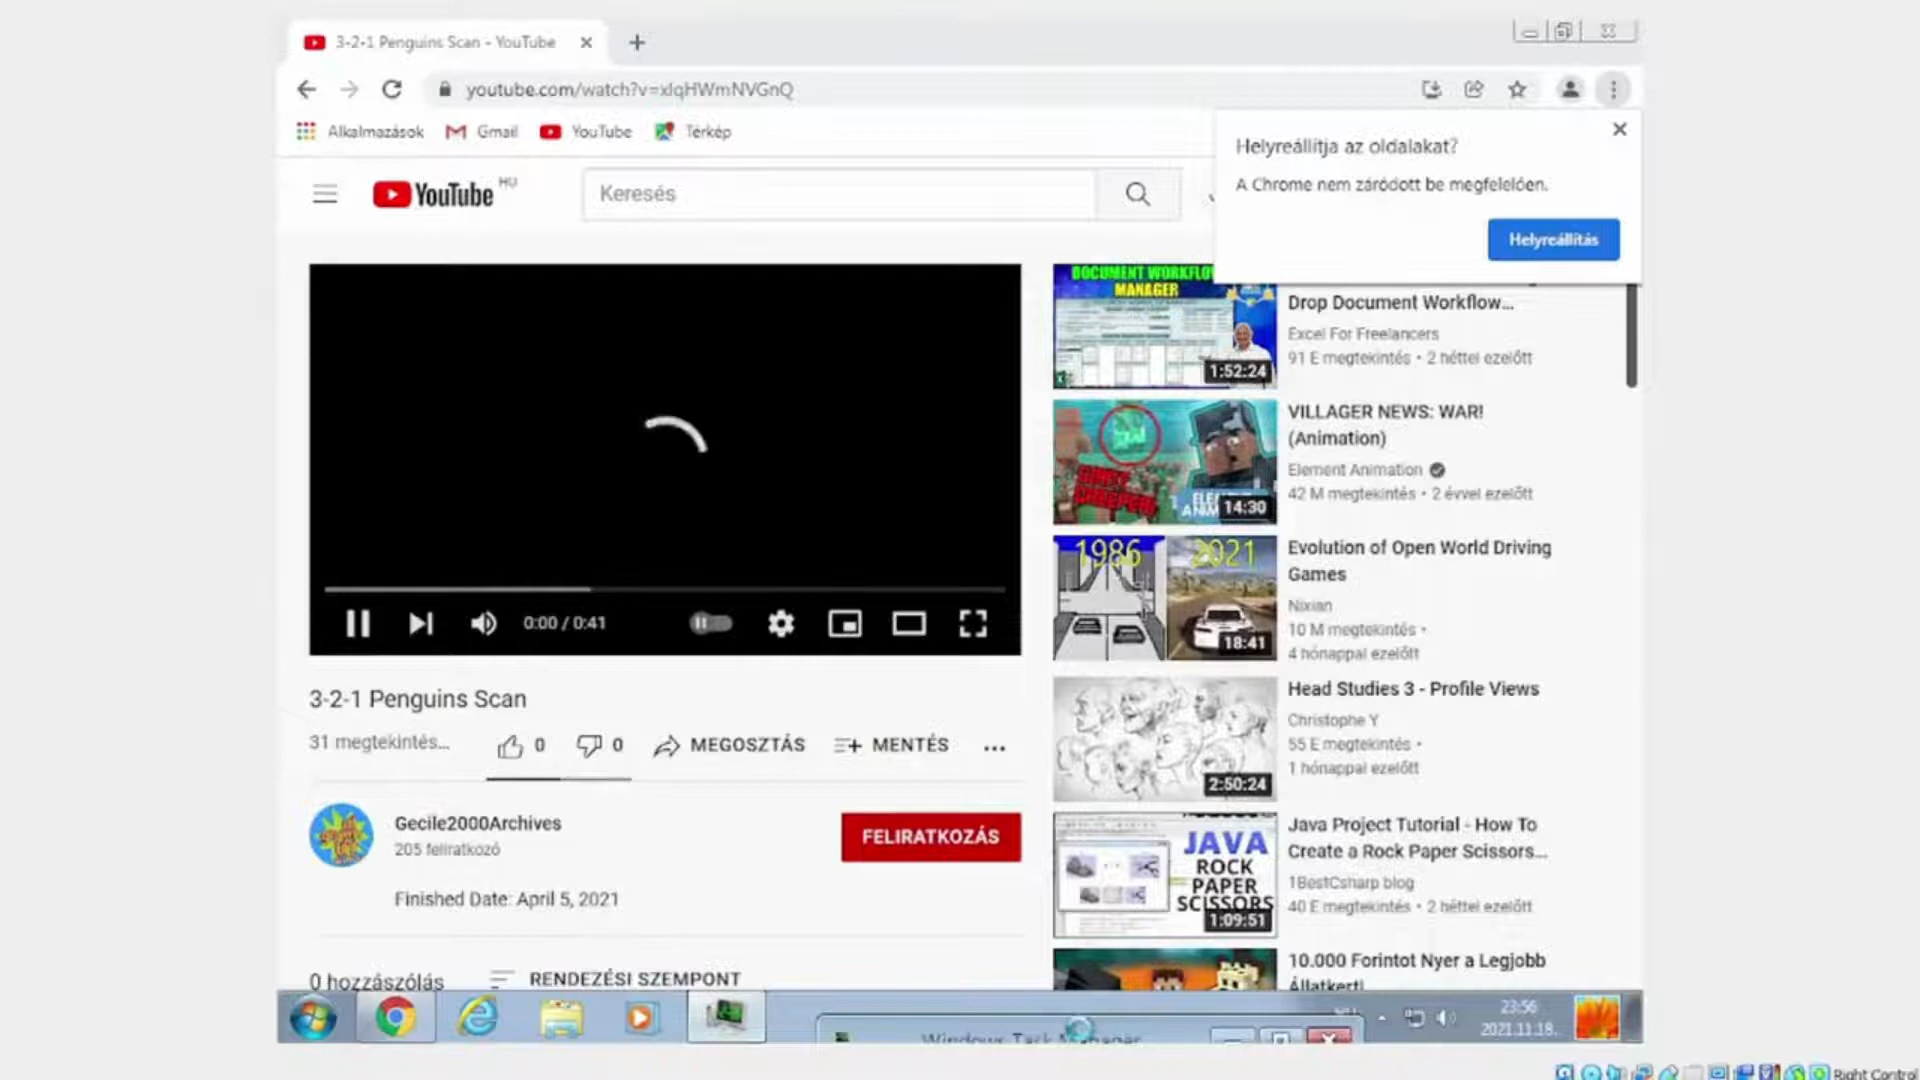 3-2-1 Penguins Scan - YouTube
youtube.com/watch?v=xIqHWmNVGnQ
Alkalmazások
Gmail
YouTube
Térkép
Helyreállítja az oldalakat?
A Chrome nem záródott be megfelelően.
Helyreállítás
YouTube HU
Keresés
0:00 / 0:41
3-2-1 Penguins Scan
31 megtekintés...
0
0
MEGOSZTÁS
MENTÉS
Gecile2000Archives
205 feliratkozó
FELIRATKOZÁS
Finished Date: April 5, 2021
0 hozzászólás
RENDEZÉSI SZEMPONT
DOCUMENT WORKFLO
MANAGER
1:52:24
Drop Document Workflow...
Excel For Freelancers
91 E megtekintés • 2 héttel ezelőtt
14:30
VILLAGER NEWS: WAR!
(Animation)
Element Animation
42 M megtekintés • 2 évvel ezelőtt
1986
2021
18:41
Evolution of Open World Driving
Games
Nixian
10 M megtekintés •
4 hónappal ezelőtt
2:50:24
Head Studies 3 - Profile Views
Christophe Y
55 E megtekintés •
1 hónappal ezelőtt
JAVA
ROCK
PAPER
SCISSORS
1:09:51
Java Project Tutorial - How To
Create a Rock Paper Scissors...
1BestCsharp blog
40 E megtekintés • 2 héttel ezelőtt
10.000 Forintot Nyer a Legjobb
Állatkert!
Windows Task Manager
23:56
2021.11.18.
Right Control